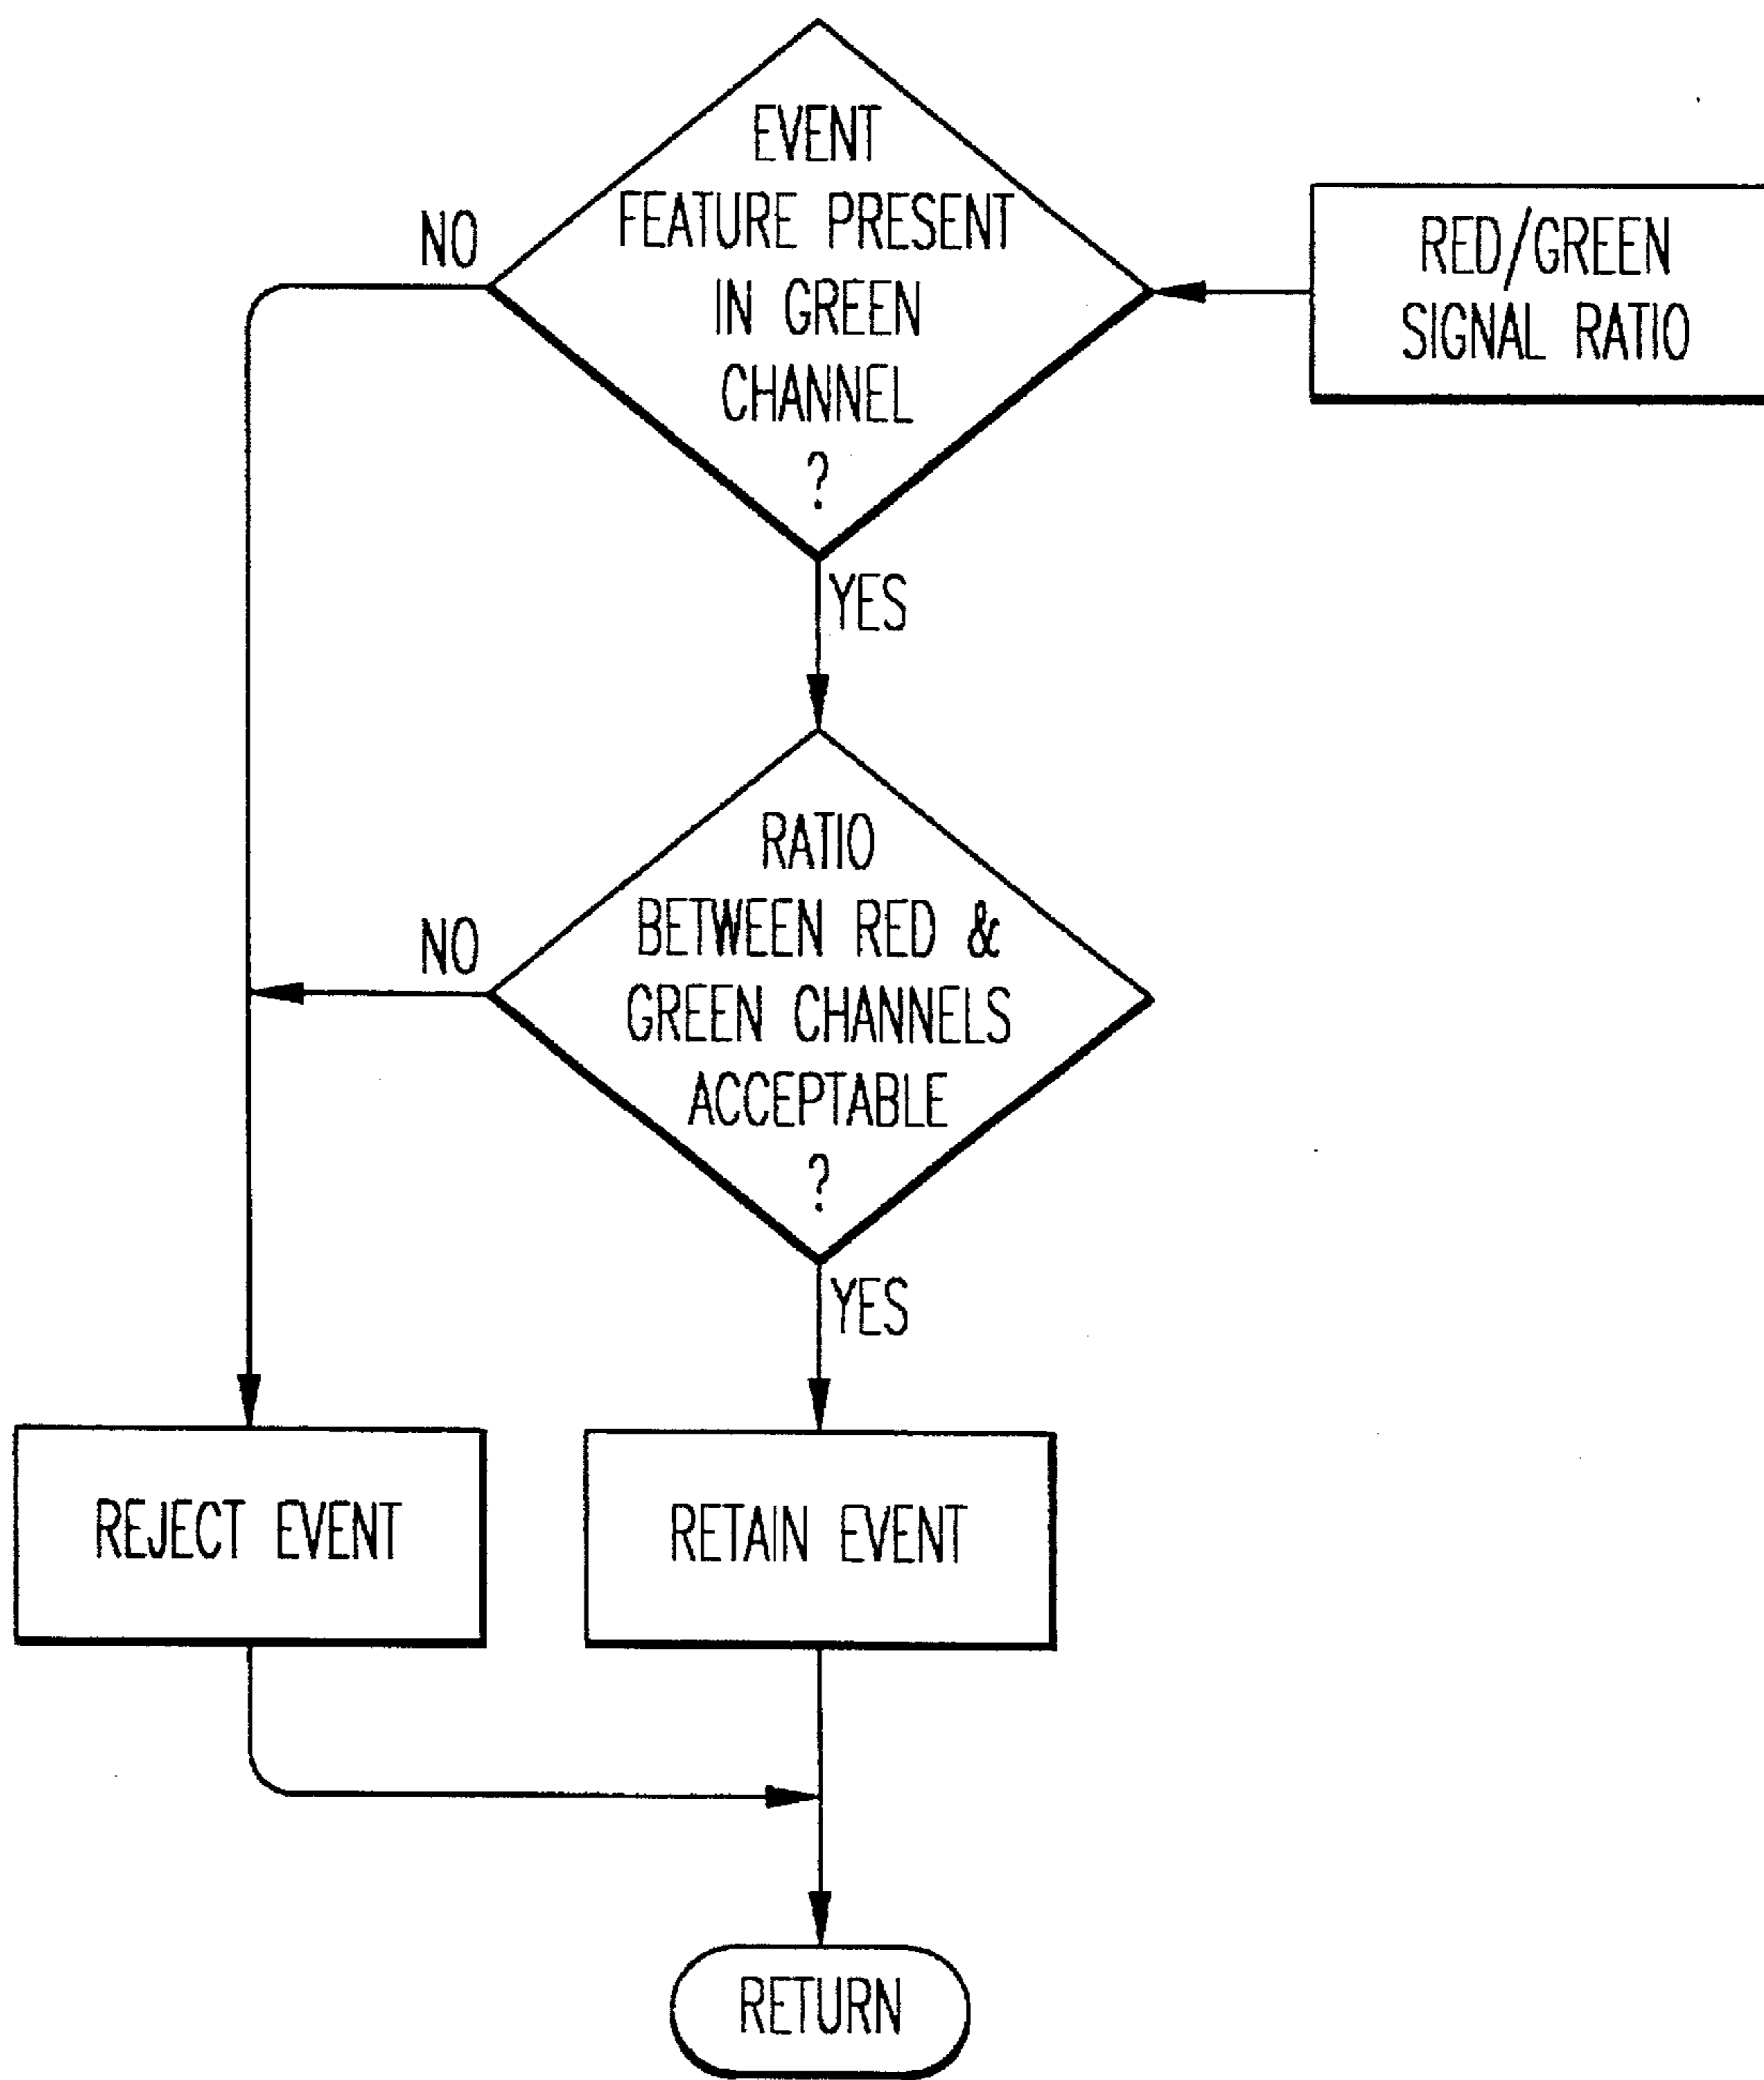 EVENT
FEATURE PRESENT
IN GREEN
CHANNEL
?
NO
RED/GREEN
SIGNAL RATIO
YES
RATIO
BETWEEN RED &
GREEN CHANNELS
ACCEPTABLE
?
NO
YES
REJECT EVENT
RETAIN EVENT
RETURN